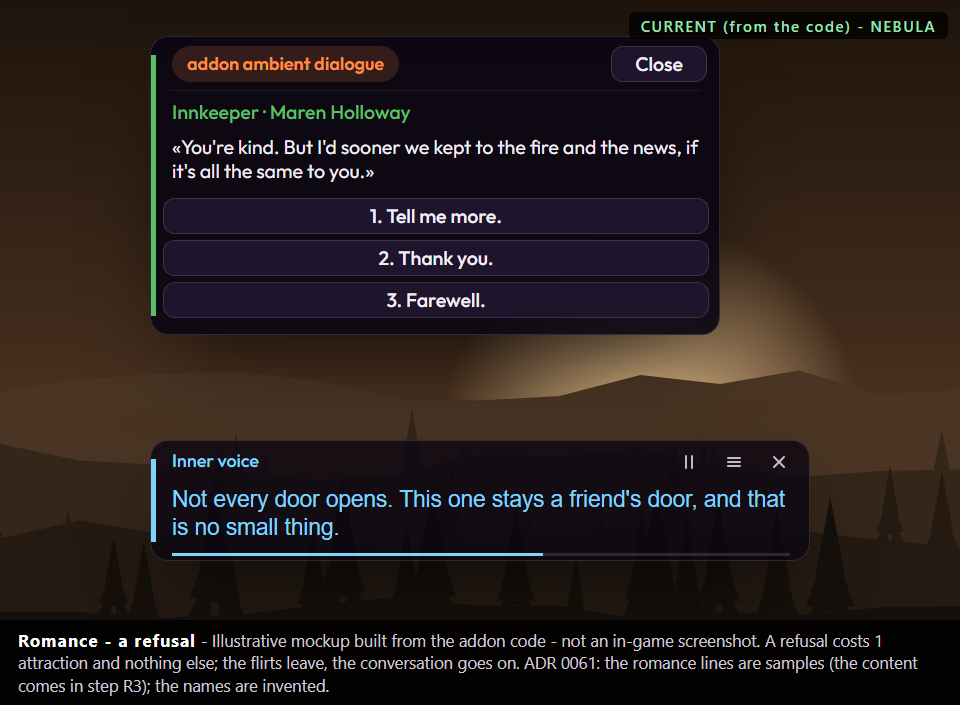 CURRENT (from the code) - NEBULA
addon ambient dialogue
Close
Innkeeper · Maren Holloway
«You're kind. But I'd sooner we kept to the fire and the news, if
it's all the same to you.»
1. Tell me more.
2. Thank you.
3. Farewell.
Inner voice
Not every door opens. This one stays a friend's door, and that
is no small thing.
Romance - a refusal - Illustrative mockup built from the addon code - not an in-game screenshot. A refusal costs 1
attraction and nothing else; the flirts leave, the conversation goes on. ADR 0061: the romance lines are samples (the content
comes in step R3); the names are invented.